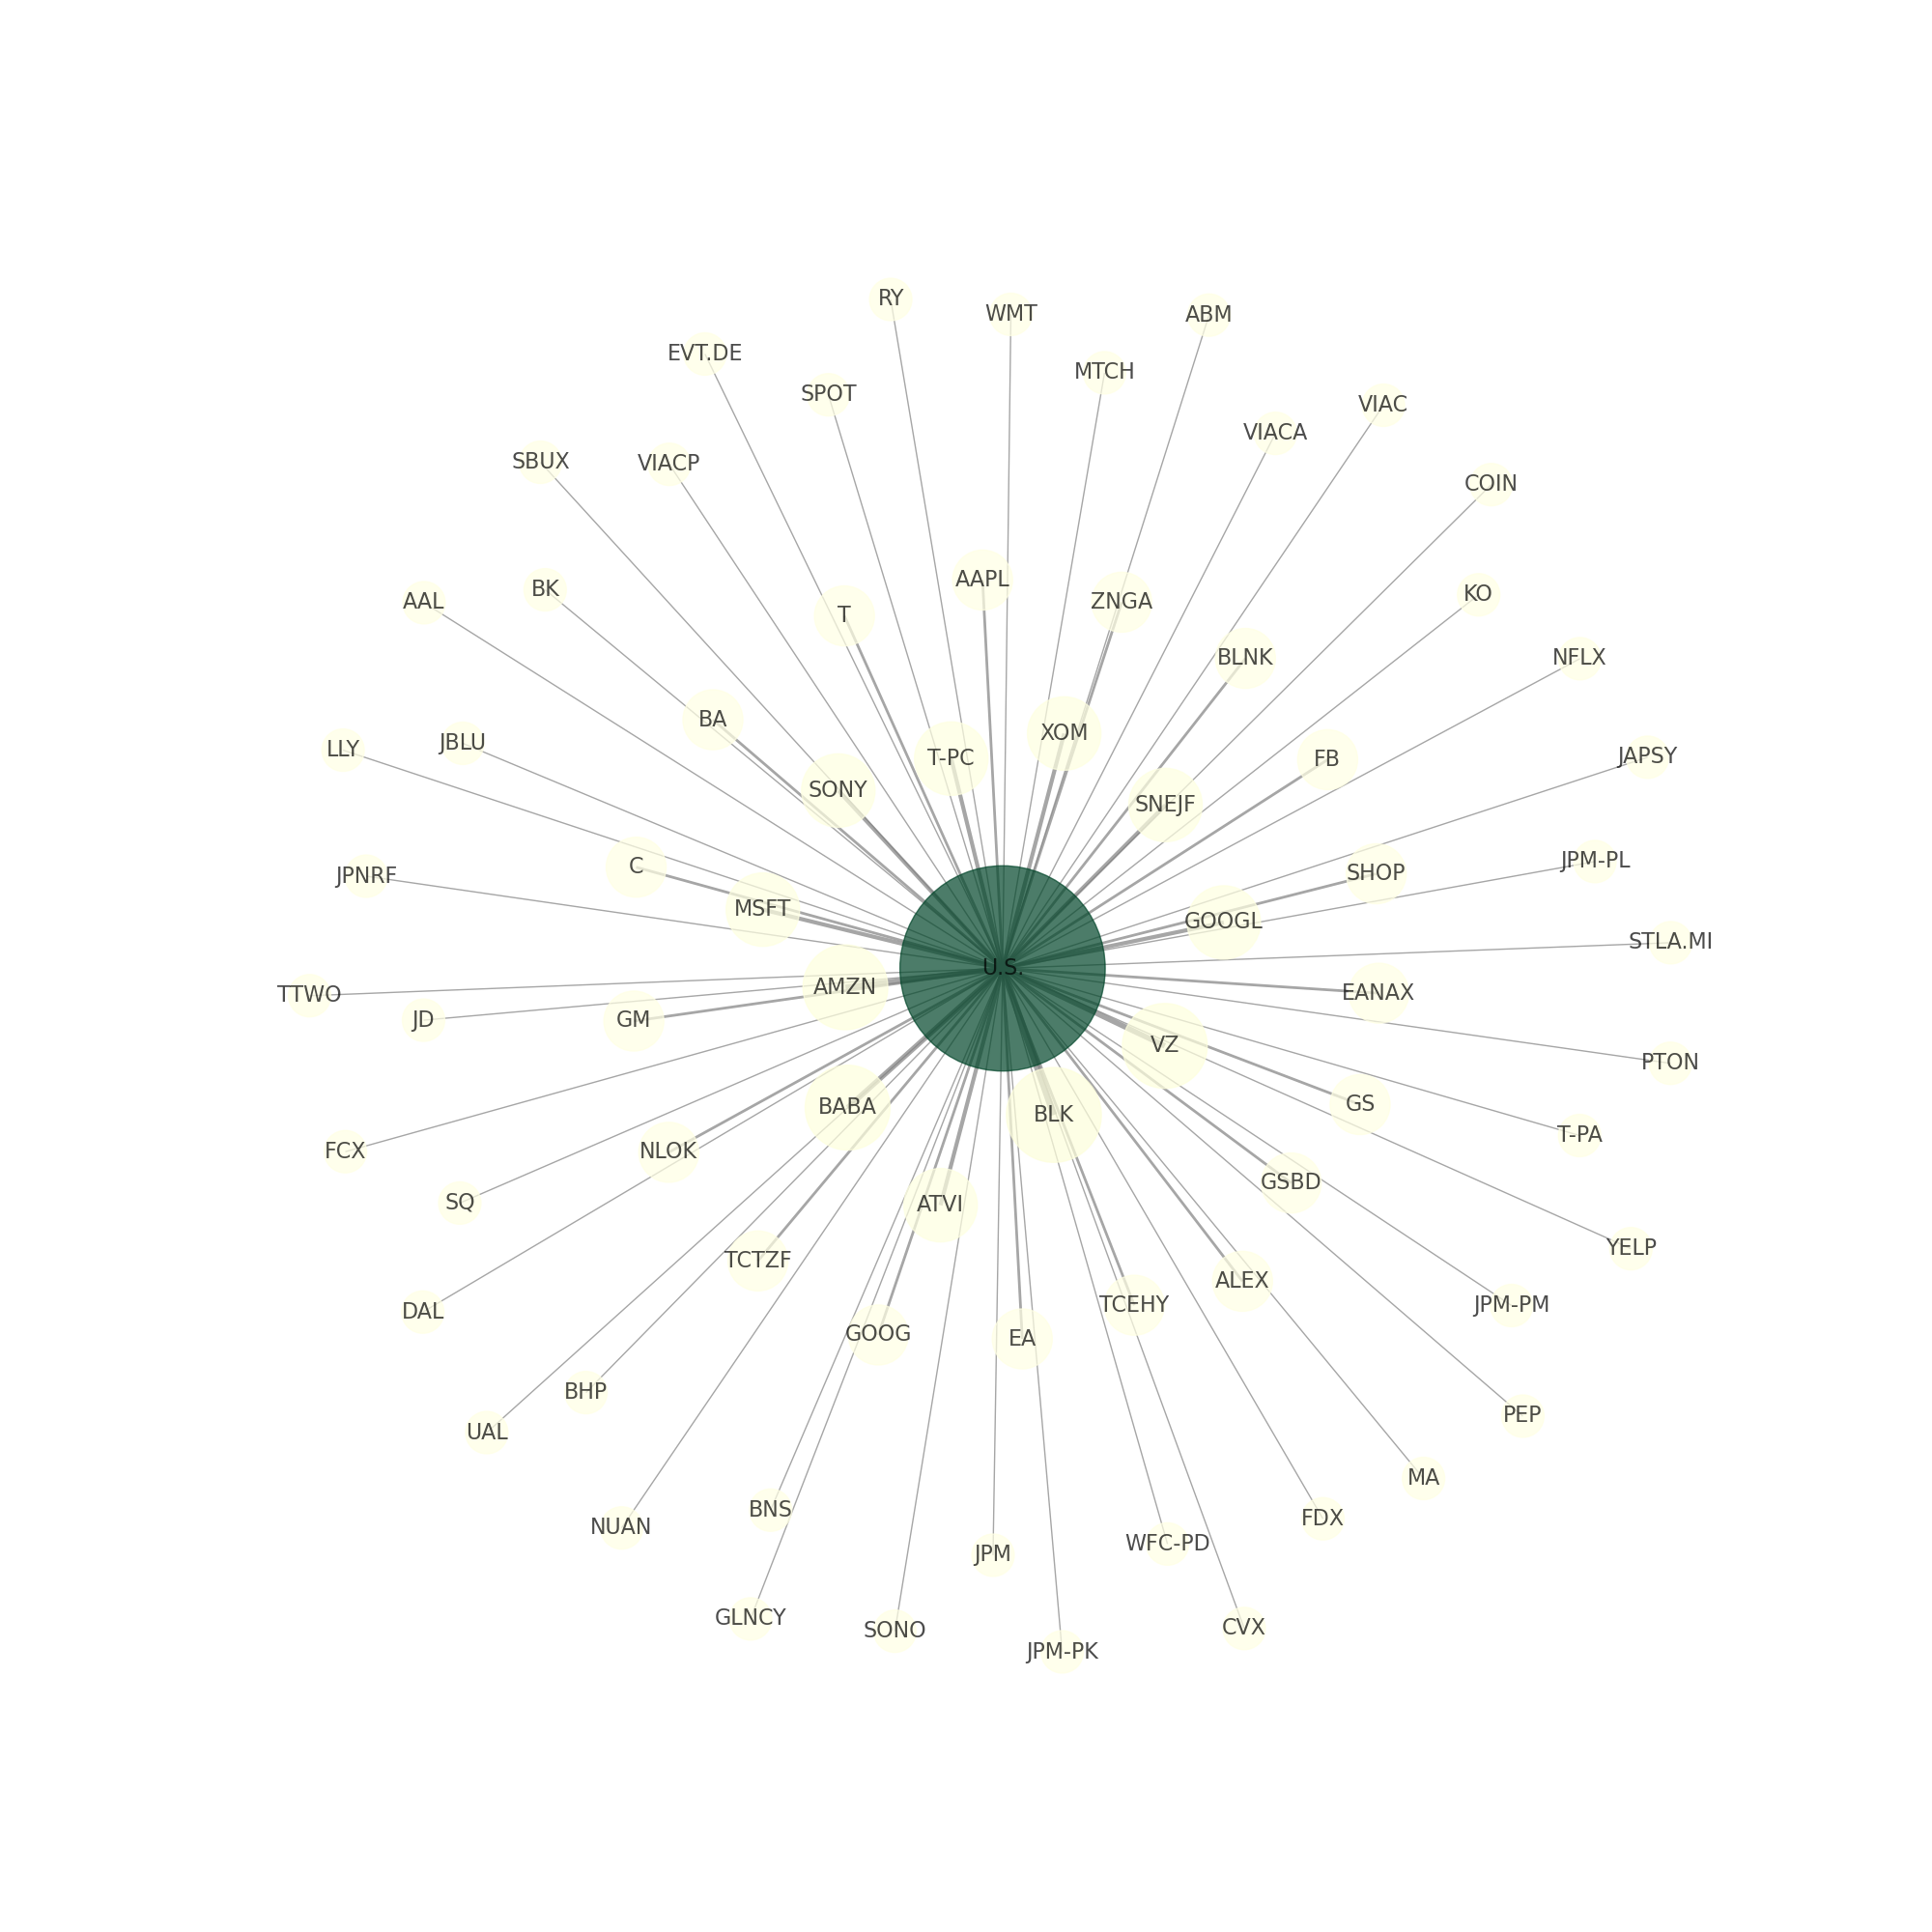 RY
WMT
ABM
EVT.DE
MTCH
SPOT
VIAC
VIACA
SBUX
VIACP
COIN
AAPL
BK
KO
AAL
ZNGA
T
BLNK
NFLX
BA
XOM
LLY
JBLU
T-PC
FB
JAPSY
SONY
SNEJF
JPM-PL
C
SHOP
JPNRF
MSFT
GOOGL
STLA.MI
U.S.
AMZN
EANAX
TTWO
JD
GM
VZ
PTON
GS
BABA
BLK
T-PA
FCX
NLOK
GSBD
SQ
ATVI
YELP
TCTZF
ALEX
TCEHY
JPM-PM
DAL
GOOG
EA
BHP
PEP
UAL
MA
BNS
FDX
NUAN
WFC-PD
JPM
GLNCY
CVX
SONO
JPM-PK